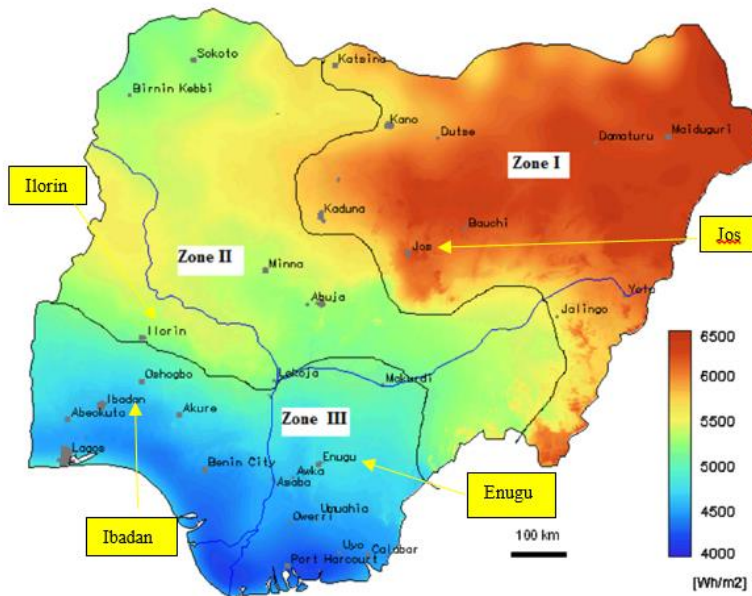 Sokoto
Katsina
Birnin Kebbi
Kano
Dutse
Damaturu
Maiduguri
Zone I
Ilorin
Kaduna
Bauchi
Jos
Jos
Zone II
Minna
Abuja
Yola
Jalingo
Ilorin
Oshogbo
Lokoja
Makurdi
Ibadan
Abeokuta
Akure
Zone III
Lagos
Benin City
Enugu
Awka
Asaba
Enugu
Ibadan
Owerri
Umuahia
Uyo
Calabar
Port Harcourt
100 km
6500
6000
5500
5000
4500
4000
[Wh/m2]